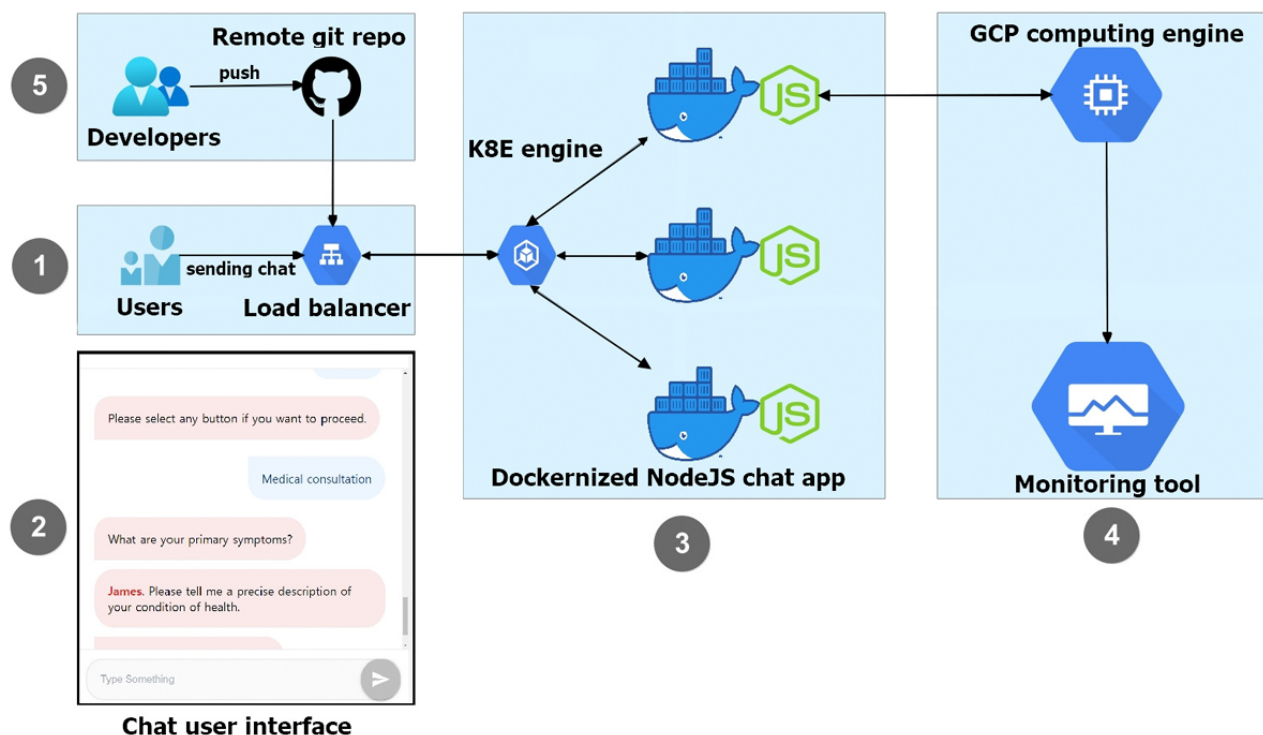 5
Remote git repo
push
Developers
1
sending chat
Users
Load balancer
2
Please select any button if you want to proceed.
Medical consultation
What are your primary symptoms?
James. Please tell me a precise description of
your condition of health.
Type Something
Chat user interface
K8E engine
JS
JS
JS
Dockernized NodeJS chat app
3
GCP computing engine
Monitoring tool
4